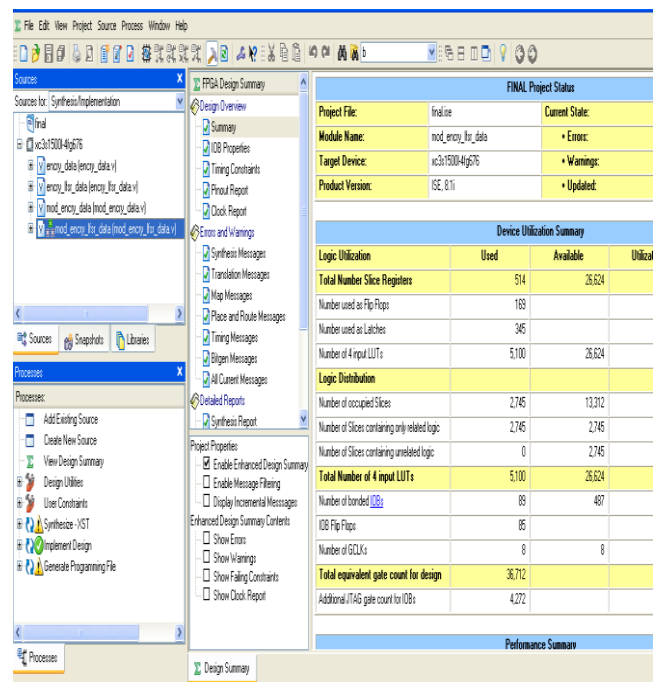 File Edit View Project Source Process Window Help
b
Sources X
Sources for: Synthesis/Implementation
final
xc3s1500l-4fg676
ency_data (ency_data.v)
ency_lfsr_data (ency_lfsr_data.v)
mod_ency_data (mod_ency_data.v)
mod_ency_lfsr_data (mod_ency_lfsr_data.v)
Sources Snapshots Libraries
Processes X
Processes:
Add Existing Source
Create New Source
View Design Summary
Design Utilities
User Constraints
Synthesize - XST
Implement Design
Generate Programming File
Processes
FPGA Design Summary
Design Overview
Summary
IOB Properties
Timing Constraints
Pinout Report
Clock Report
Errors and Warnings
Synthesis Messages
Translation Messages
Map Messages
Place and Route Messages
Timing Messages
Bitgen Messages
All Current Messages
Detailed Reports
Synthesis Report
Project Properties
Enable Enhanced Design Summary
Enable Message Filtering
Display Incremental Messsages
Enhanced Design Summary Contents
Show Errors
Show Warnings
Show Failing Constraints
Show Clock Report
Design Summary
FINAL Project Status
Project File: final.ise Current State:
Module Name: mod_ency_lfsr_data • Errors:
Target Device: xc3s1500l-4fg676 • Warnings:
Product Version: ISE, 8.1i • Updated:
Device Utilization Summary
Logic Utilization Used Available Utilizat
Total Number Slice Registers 514 26,624
Number used as Flip Flops 169
Number used as Latches 345
Number of 4 input LUTs 5,100 26,624
Logic Distribution
Number of occupied Slices 2,745 13,312
Number of Slices containing only related logic 2,745 2,745
Number of Slices containing unrelated logic 0 2,745
Total Number of 4 input LUTs 5,100 26,624
Number of bonded IOBs 89 487
IOB Flip Flops 85
Number of GCLKs 8 8
Total equivalent gate count for design 36,712
Additional JTAG gate count for IOBs 4,272
Performance Summary